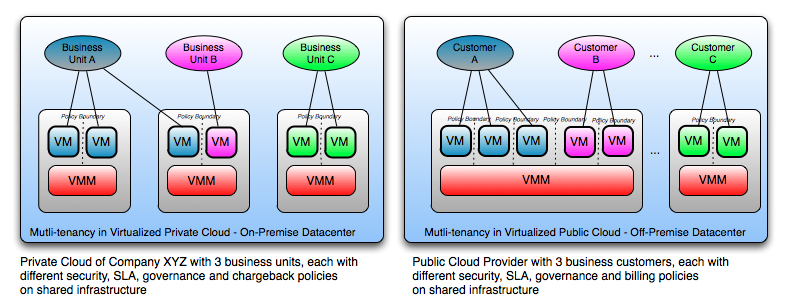 Business
Unit A
Business
Unit B
Business
Unit C
Policy Boundary
Policy Boundary
Policy Boundary
VM
VM
VM
VM
VM
VM
VMM
VMM
VMM
Mutli-tenancy in Virtualized Private Cloud - On-Premise Datacenter
Private Cloud of Company XYZ with 3 business units, each with
different security, SLA, governance and chargeback policies
on shared infrastructure
Customer
A
Customer
B
...
Customer
C
Policy Boundary
Policy Boundary
Policy Boundary
Policy Boundary
Policy Boundary
VM
VM
VM
VM
VM
...
VM
VM
VMM
VMM
Mutli-tenancy in Virtualized Public Cloud - Off-Premise Datacenter
Public Cloud Provider with 3 business customers, each with
different security, SLA, governance and billing policies
on shared infrastructure